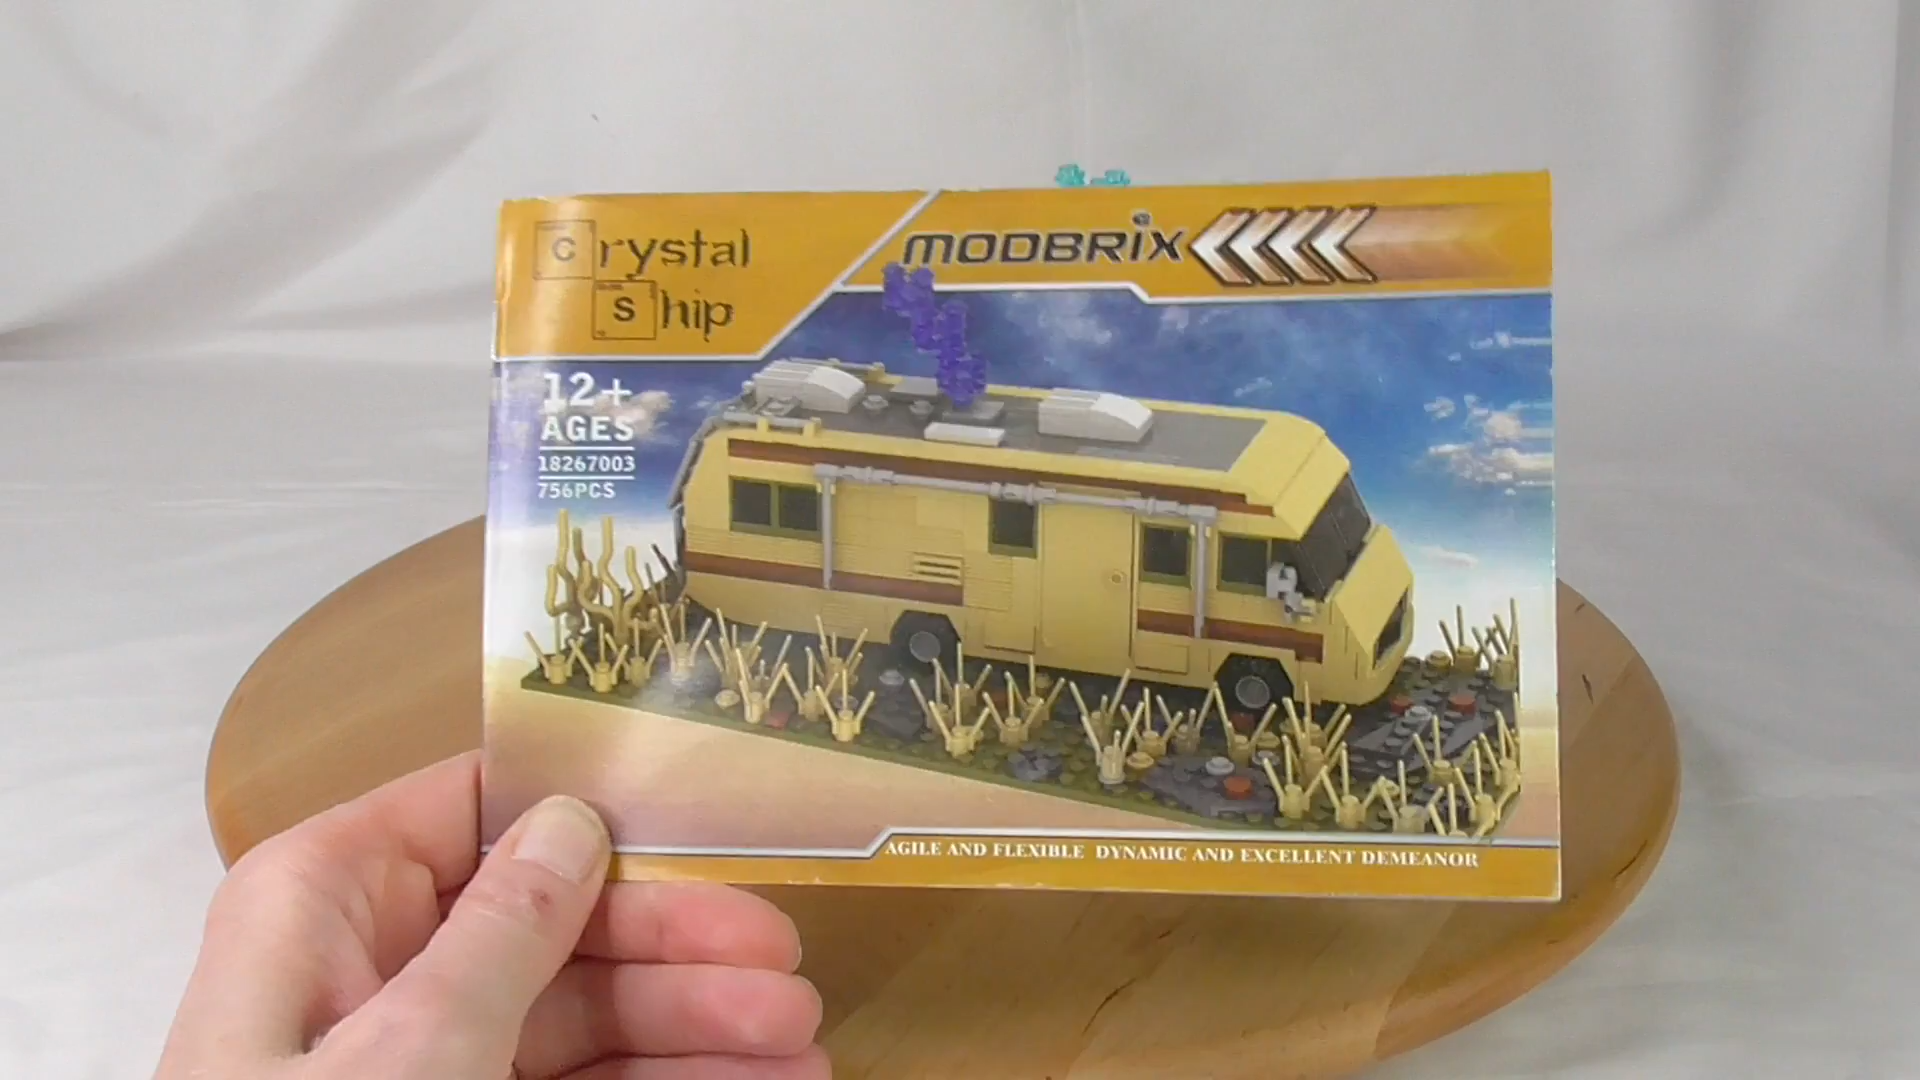 Crystal
Ship
MODBRIX
12+
AGES
18267003
756PCS
AGILE AND FLEXIBLE DYNAMIC AND EXCELLENT DEMEANOR